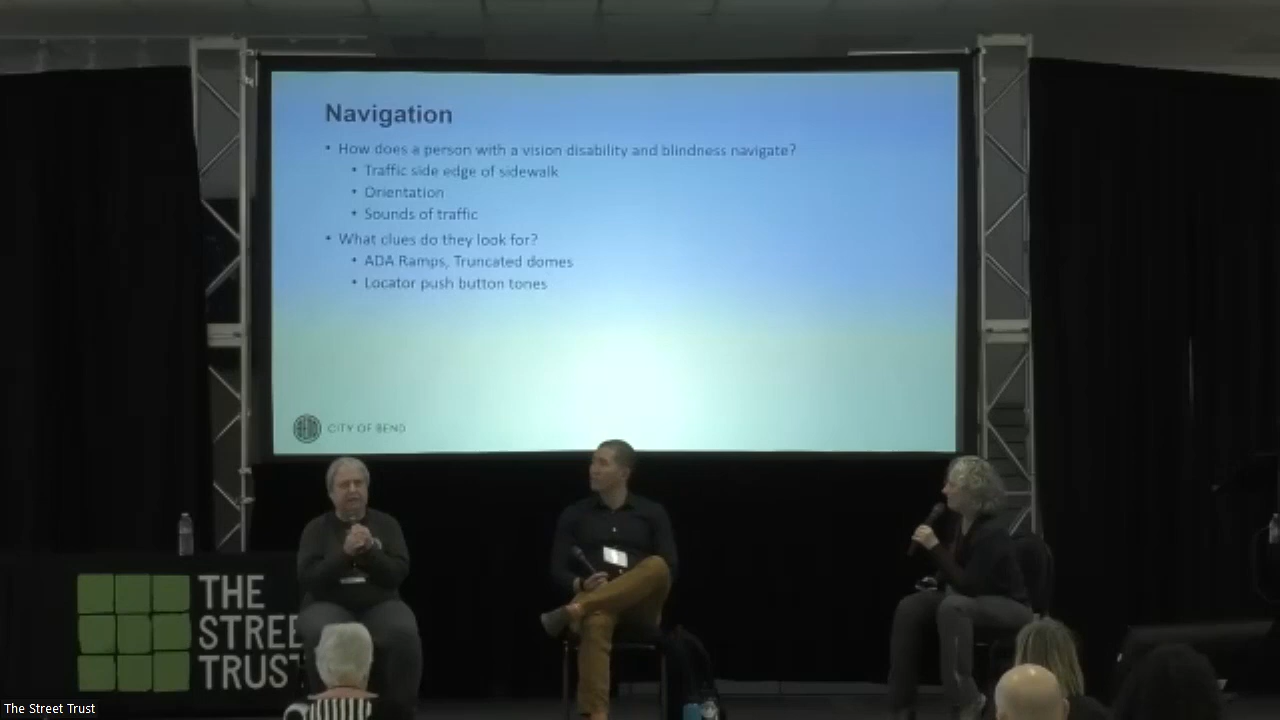 Navigation
• How does a person with a vision disability and blindness navigate?
• Traffic side edge of sidewalk
• Orientation
• Sounds of traffic
• What clues do they look for?
• ADA Ramps, Truncated domes
• Locator push button tones
CITY OF BEND
THE
STREE
TRUST
The Street Trust